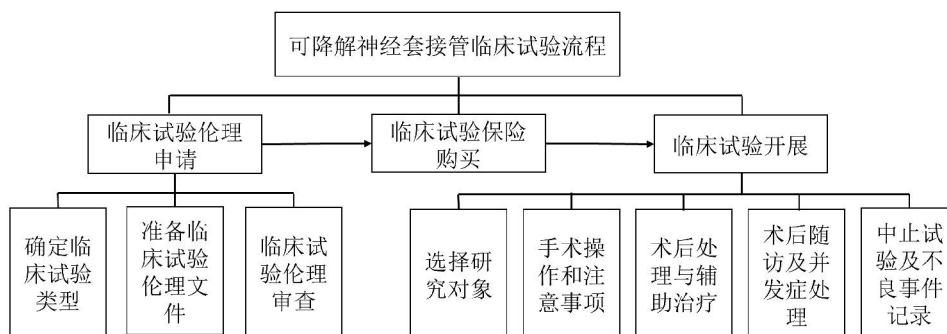 可降解神经套接管临床试验流程
临床试验伦理
申请
临床试验保险
购买
临床试验开展
确定临
床试验
类型
准备临
床试验
伦理文件
临床试
验伦理
审查
选择研
究对象
手术操
作和注
意事项
术后处
理与辅
助治疗
术后随
访及并
发症处
理
中止试
验及不
良事件
记录